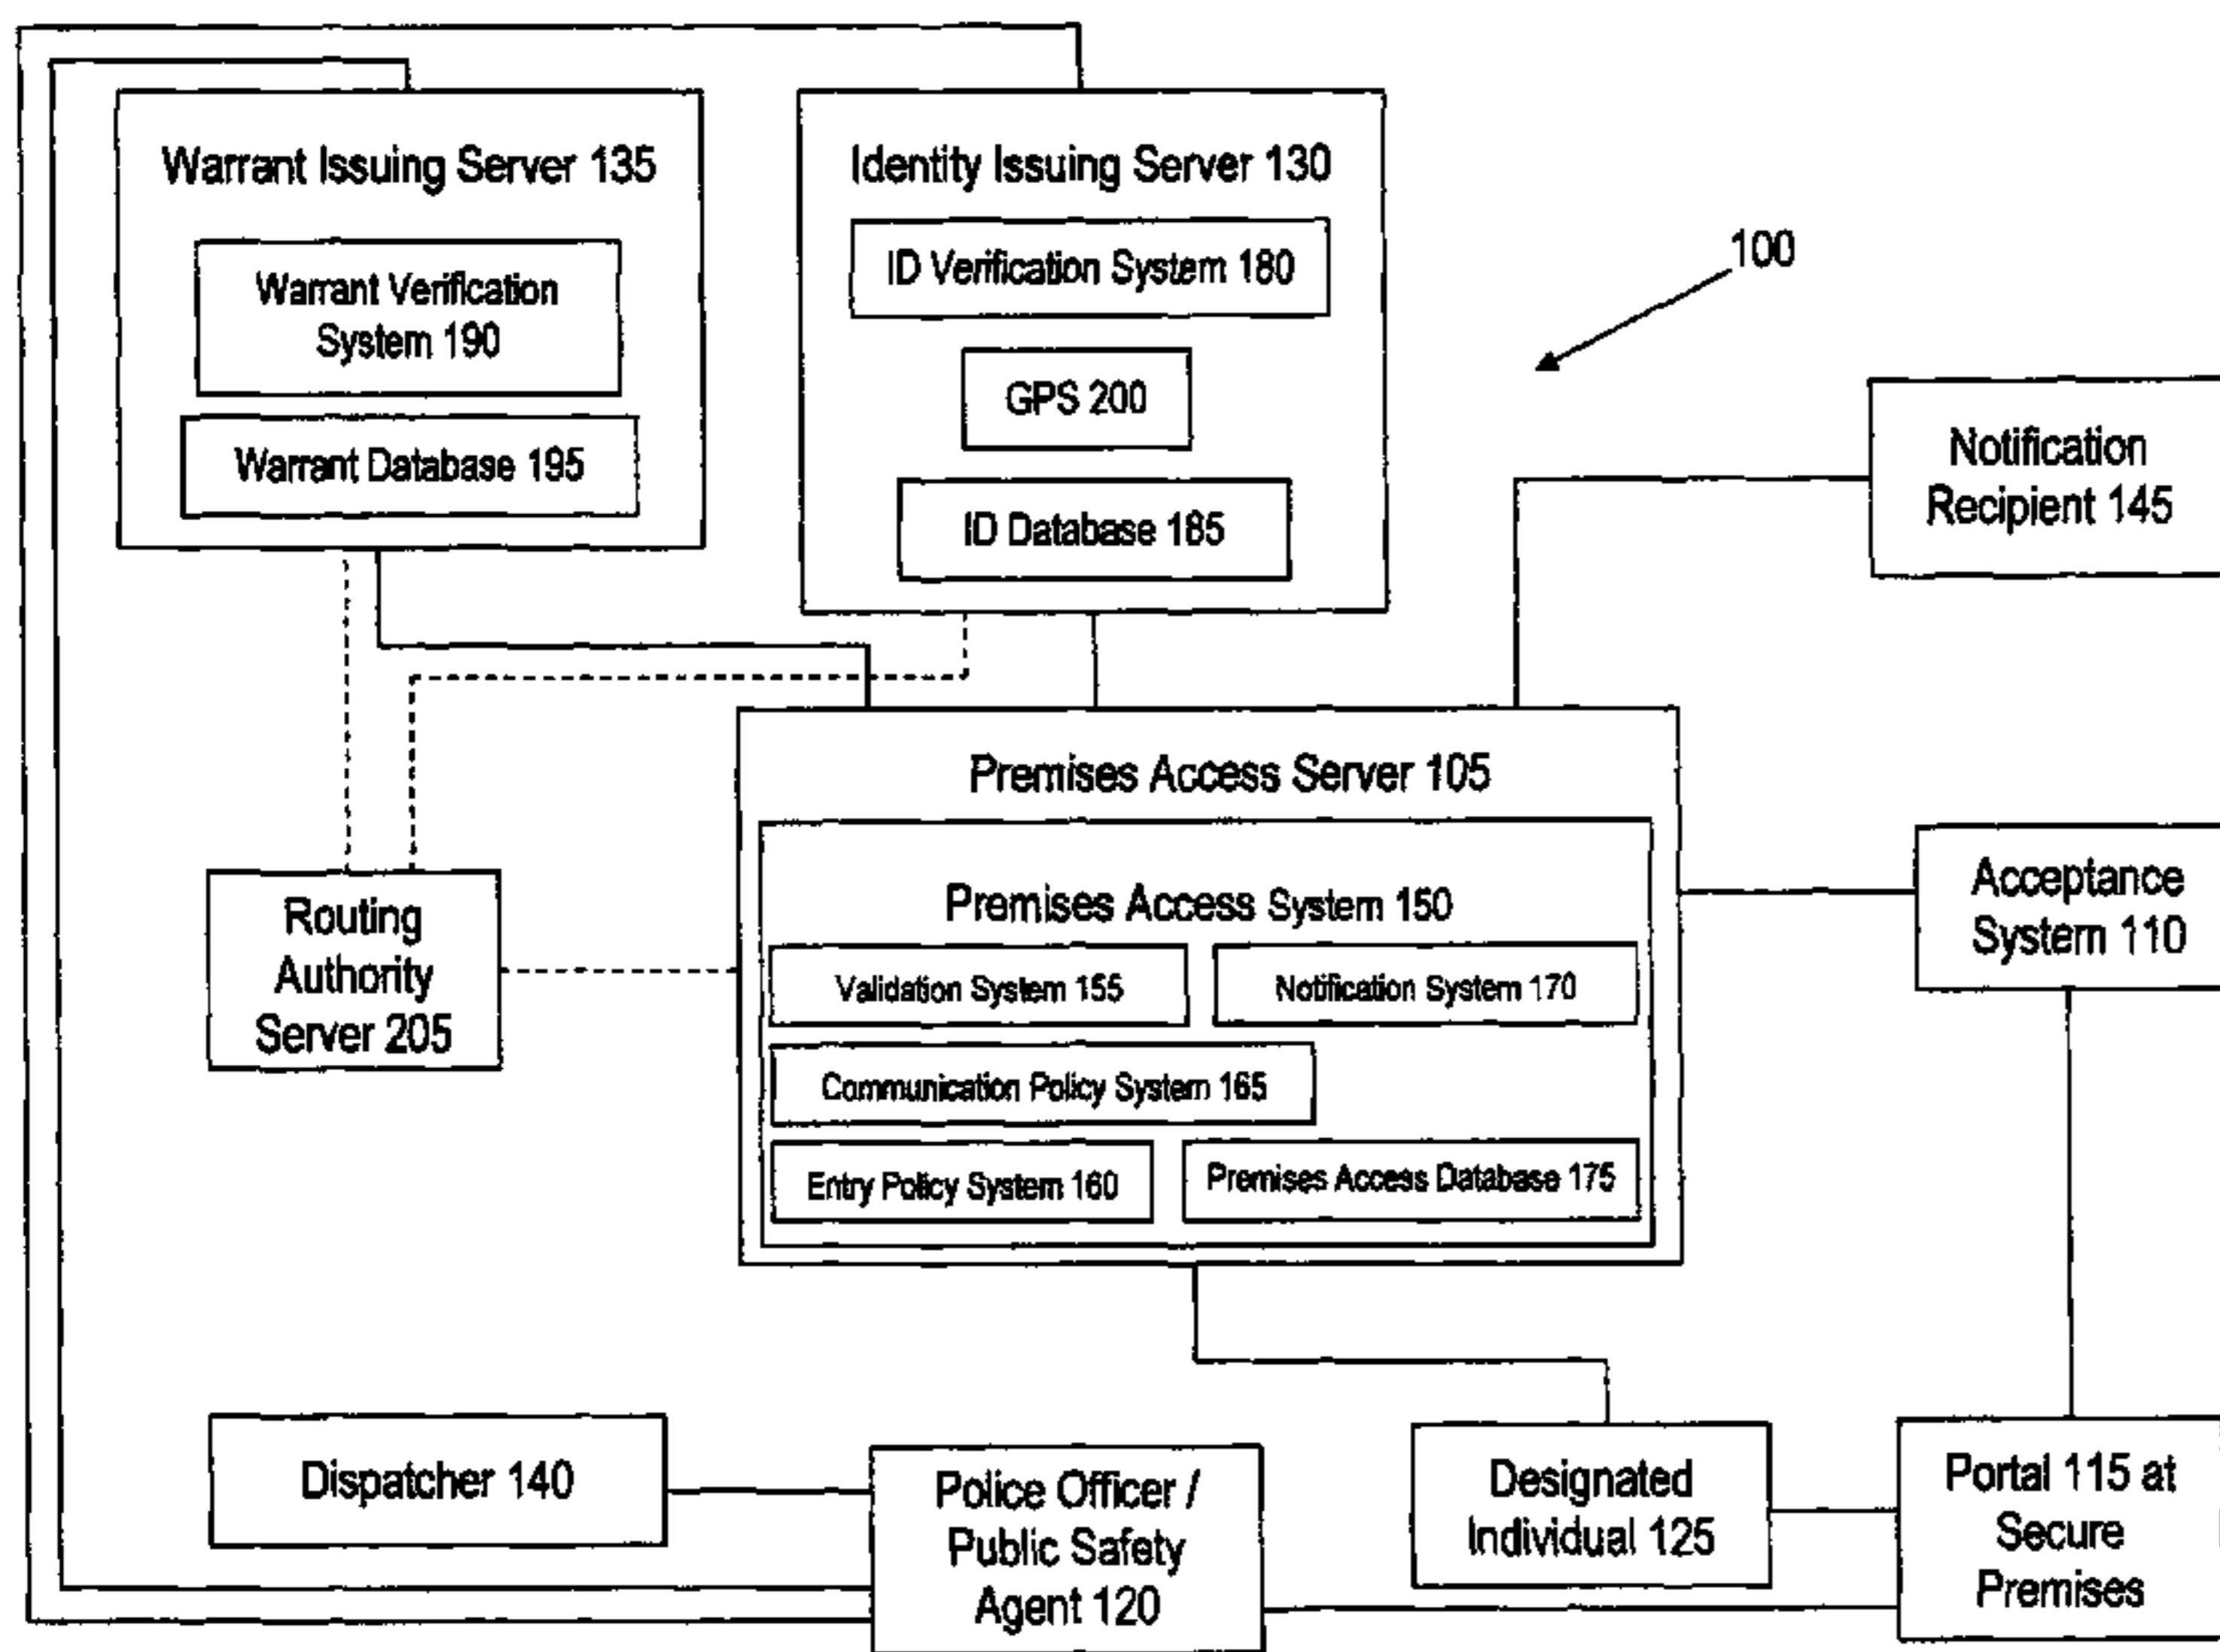 Warrant Issuing Server 135
Warrant Verification
System 190
Warrant Database 195
Identity Issuing Server 130
ID Verification System 180
GPS 200
ID Database 185
100
Notification
Recipient 145
Premises Access Server 105
Premises Access System 150
Validation System 155
Notification System 170
Communication Policy System 165
Entry Policy System 160
Premises Access Database 175
Routing
Authority
Server 205
Acceptance
System 110
Dispatcher 140
Police Officer /
Public Safety
Agent 120
Designated
Individual 125
Portal 115 at
Secure
Premises